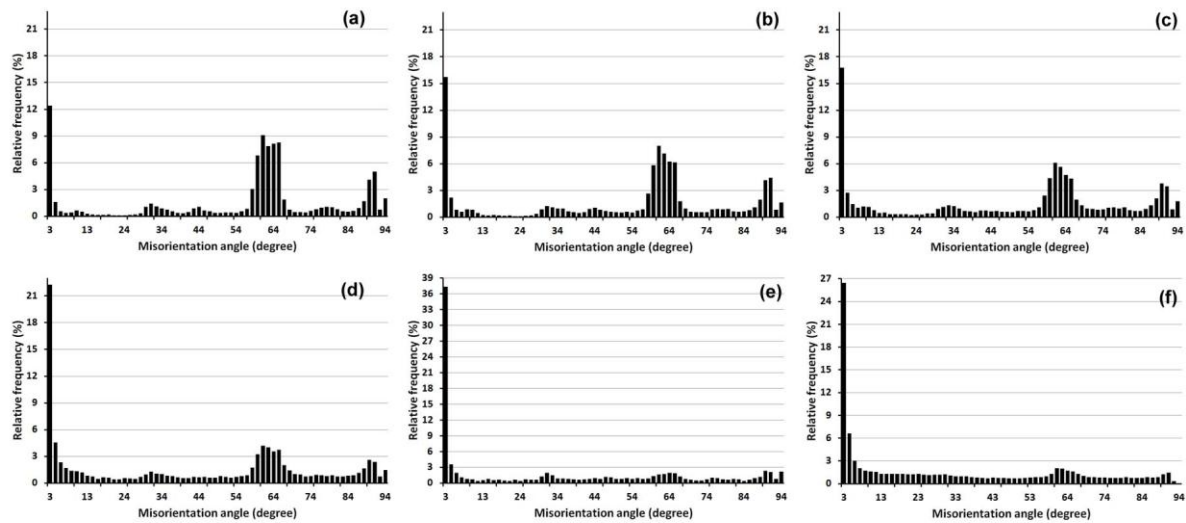 (a)
Relative frequency (%)
21
18
15
12
9
6
3
0
3 13 24 34 44 54 64 74 84 94
Misorientation angle (degree)
(b)
Relative frequency (%)
21
18
15
12
9
6
3
0
3 13 24 34 44 54 64 74 84 94
Misorientation angle (degree)
(c)
Relative frequency (%)
21
18
15
12
9
6
3
0
3 13 24 34 44 54 64 74 84 94
Misorientation angle (degree)
(d)
Relative frequency (%)
21
18
15
12
9
6
3
0
3 13 24 34 44 54 64 74 84 94
Misorientation angle (degree)
(e)
Relative frequency (%)
39
36
33
30
27
24
21
18
15
12
9
6
3
0
3 13 24 34 44 54 64 74 84 94
Misorientation angle (degree)
(f)
Relative frequency (%)
27
24
21
18
15
12
9
6
3
0
3 13 23 33 43 54 64 74 84 94
Misorientation angle (degree)